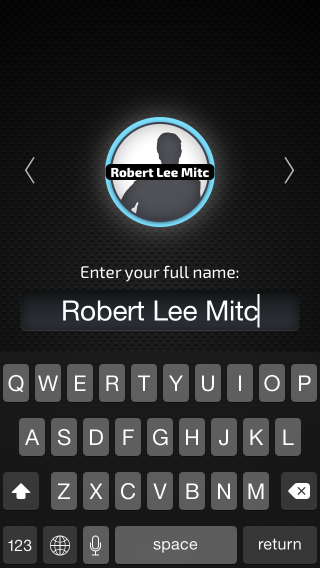 Robert Lee Mitc
Enter your full name:
Robert Lee Mitc
Q W E R T Y U I O P
A S D F G H J K L
Z X C V B N M
123 space return